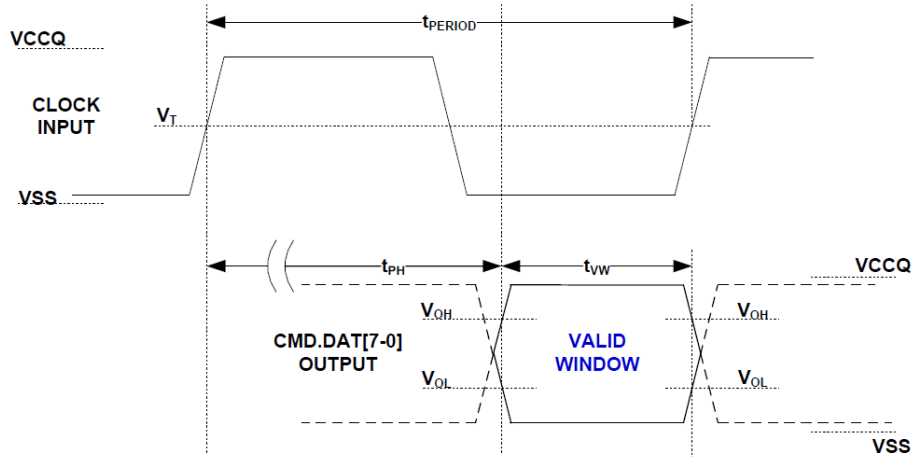 tPERIOD
VCCQ
CLOCK
INPUT
VT
VSS
tPH
tVW
VCCQ
VOH
VOH
CMD.DAT[7-0]
OUTPUT
VALID
WINDOW
VOL
VOL
VSS